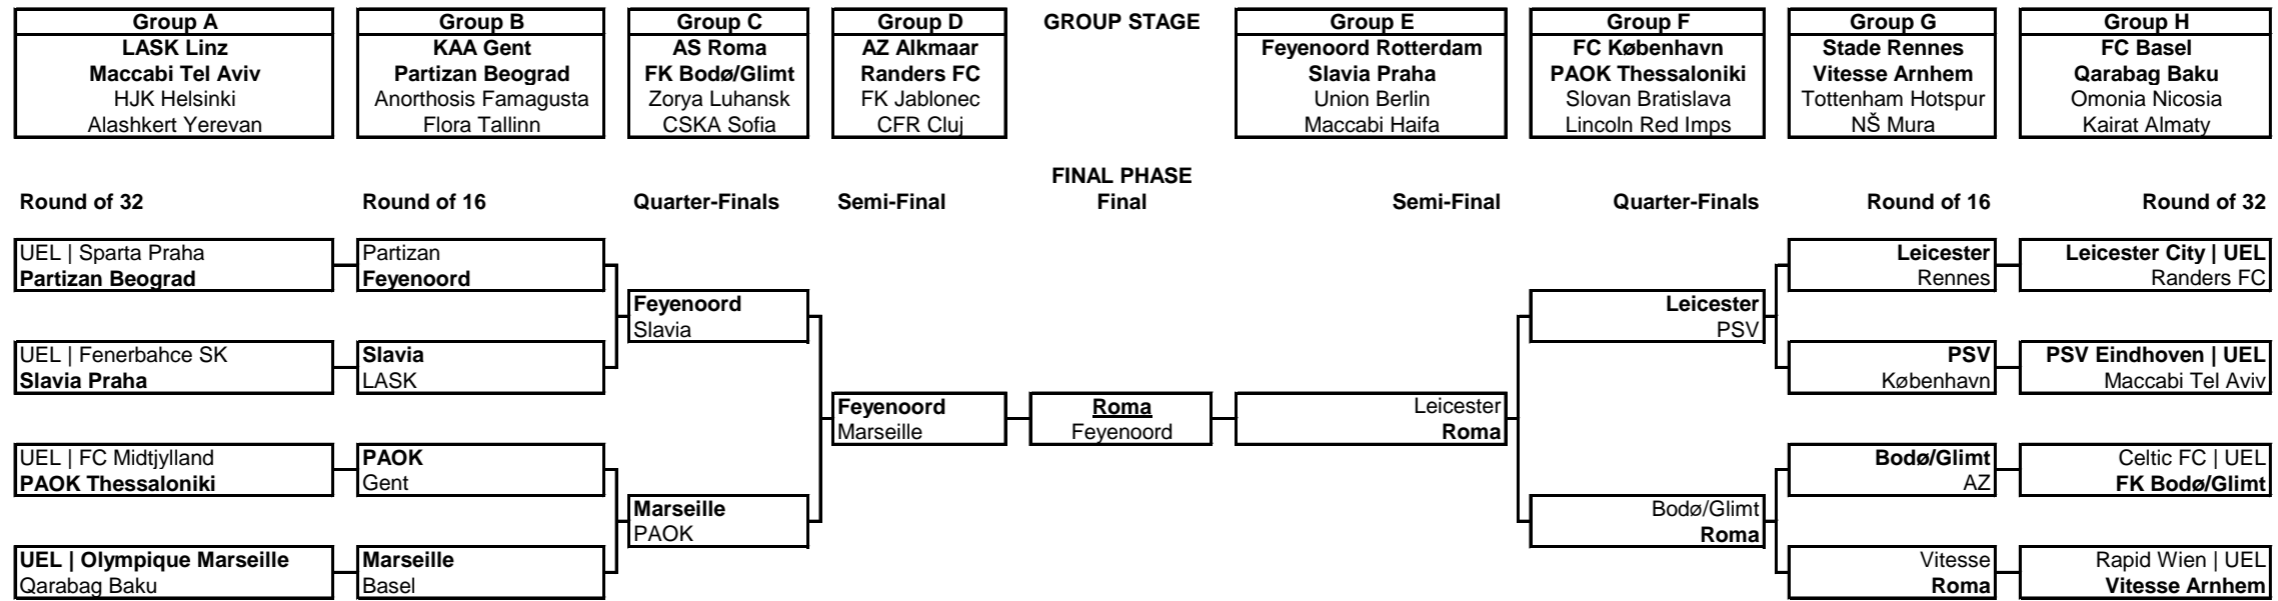 Group A
LASK Linz
Maccabi Tel Aviv
HJK Helsinki
Alashkert Yerevan
Group B
KAA Gent
Partizan Beograd
Anorthosis Famagusta
Flora Tallinn
Group C
AS Roma
FK Bodø/Glimt
Zorya Luhansk
CSKA Sofia
Group D
AZ Alkmaar
Randers FC
FK Jablonec
CFR Cluj
GROUP STAGE
Group E
Feyenoord Rotterdam
Slavia Praha
Union Berlin
Maccabi Haifa
Group F
FC København
PAOK Thessaloniki
Slovan Bratislava
Lincoln Red Imps
Group G
Stade Rennes
Vitesse Arnhem
Tottenham Hotspur
NŠ Mura
Group H
FC Basel
Qarabag Baku
Omonia Nicosia
Kairat Almaty
FINAL PHASE
Round of 32
Round of 16
Quarter-Finals
Semi-Final
Final
Semi-Final
Quarter-Finals
Round of 16
Round of 32
UEL | Sparta Praha
Partizan Beograd
UEL | Fenerbahce SK
Slavia Praha
UEL | FC Midtjylland
PAOK Thessaloniki
UEL | Olympique Marseille
Qarabag Baku
Partizan
Feyenoord
Slavia
LASK
PAOK
Gent
Marseille
Basel
Feyenoord
Slavia
Marseille
PAOK
Feyenoord
Marseille
Roma
Feyenoord
Leicester
Roma
Leicester
PSV
Bodø/Glimt
Roma
Leicester
Rennes
PSV
København
Bodø/Glimt
AZ
Vitesse
Roma
Leicester City | UEL
Randers FC
PSV Eindhoven | UEL
Maccabi Tel Aviv
Celtic FC | UEL
FK Bodø/Glimt
Rapid Wien | UEL
Vitesse Arnhem